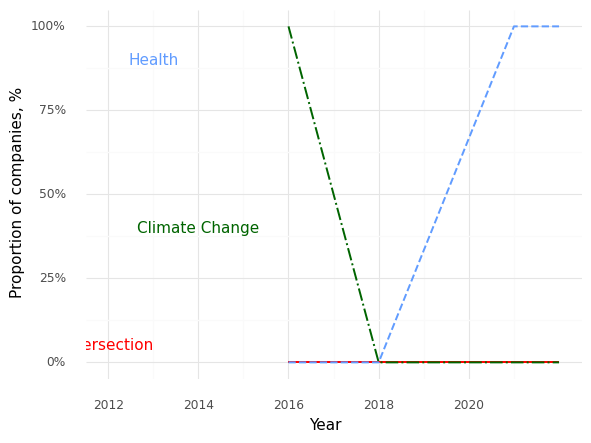 100%
Health
75%
Proportion of companies, %
50%
Climate Change
25%
ersection
0%
2012 2014 2016 2018 2020
Year